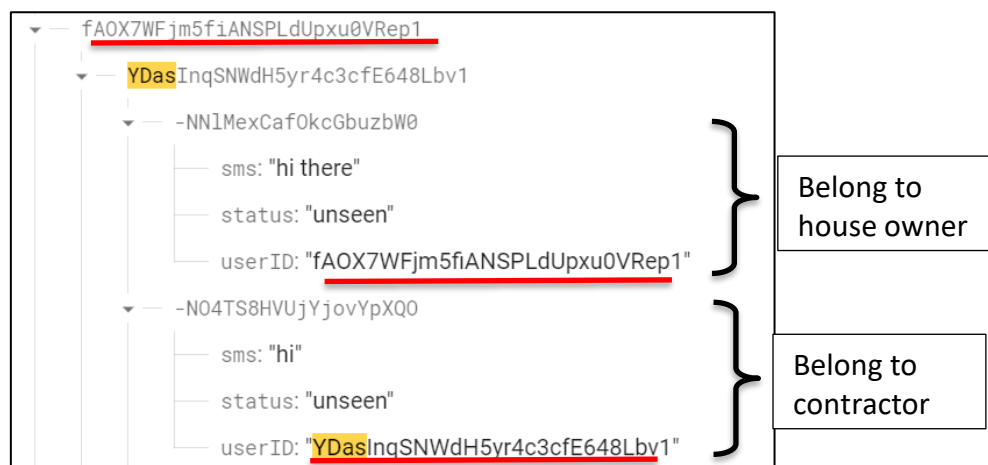 fAOX7WFjm5fiANSPLdUpxu0VRep1
YDasInqSNWdH5yr4c3cfE648Lbv1
-NNlMexCafOkcGbuzbW0
sms: "hi there"
status: "unseen"
userID: "fAOX7WFjm5fiANSPLdUpxu0VRep1"
Belong to
house owner
-NO4TS8HVUjYjovYpXQO
sms: "hi"
status: "unseen"
userID: "YDasInqSNWdH5yr4c3cfE648Lbv1"
Belong to
contractor